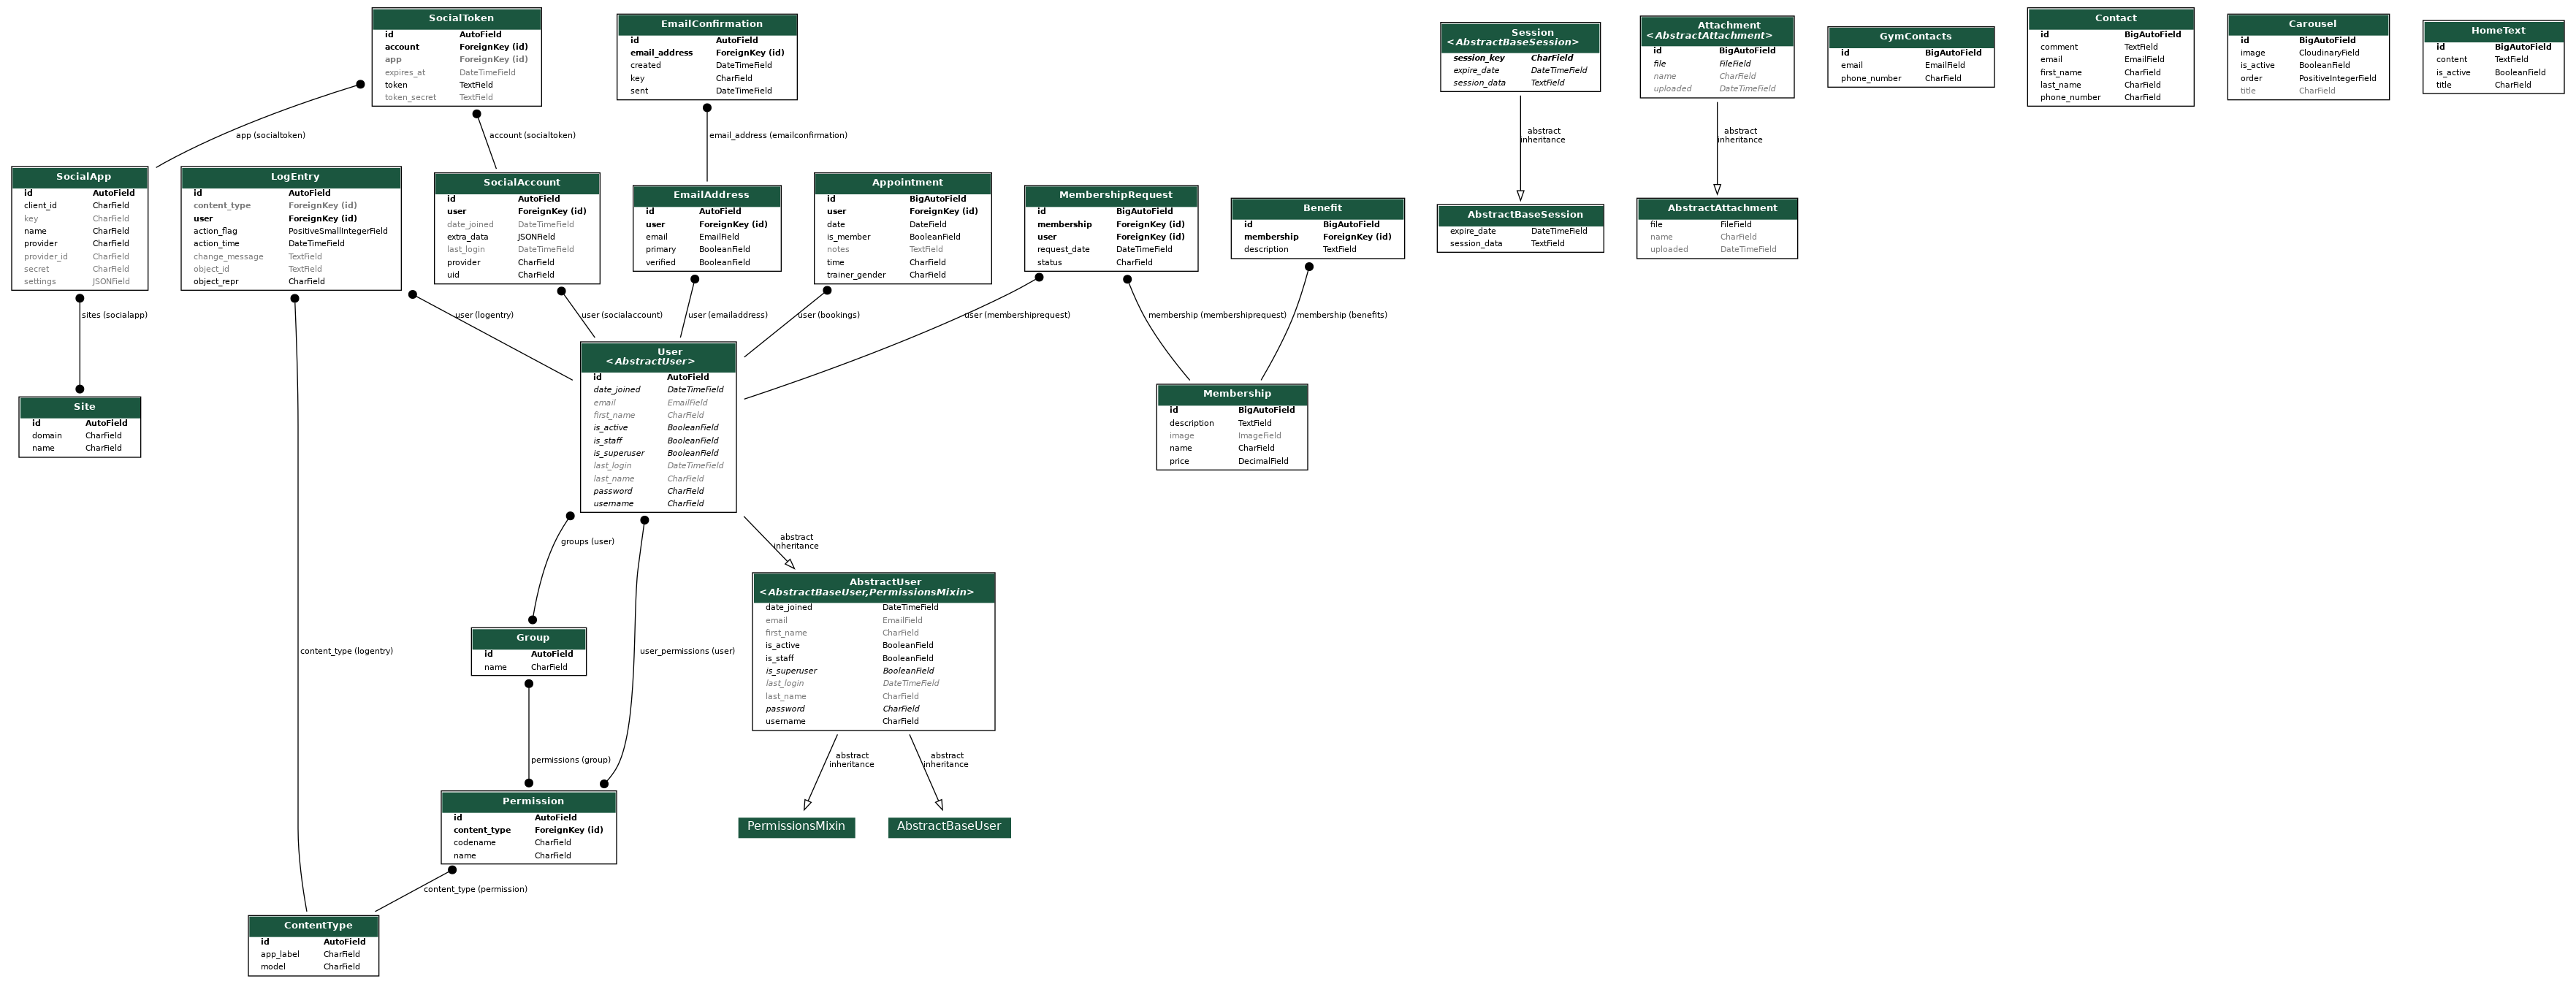 SocialToken
id AutoField
account ForeignKey (id)
app ForeignKey (id)
expires_at DateTimeField
token TextField
token_secret TextField
EmailConfirmation
id AutoField
email_address ForeignKey (id)
created DateTimeField
key CharField
sent DateTimeField
Session
<AbstractBaseSession>
session_key CharField
expire_date DateTimeField
session_data TextField
Attachment
<AbstractAttachment>
id BigAutoField
file FileField
name CharField
uploaded DateTimeField
GymContacts
id BigAutoField
email EmailField
phone_number CharField
Contact
id BigAutoField
comment TextField
email EmailField
first_name CharField
last_name CharField
phone_number CharField
Carousel
id BigAutoField
image CloudinaryField
is_active BooleanField
order PositiveIntegerField
title CharField
HomeText
id BigAutoField
content TextField
is_active BooleanField
title CharField
app (socialtoken)
account (socialtoken)
email_address (emailconfirmation)
abstract
inheritance
abstract
inheritance
SocialApp
id AutoField
client_id CharField
key CharField
name CharField
provider CharField
provider_id CharField
secret CharField
settings JSONField
LogEntry
id AutoField
content_type ForeignKey (id)
user ForeignKey (id)
action_flag PositiveSmallIntegerField
action_time DateTimeField
change_message TextField
object_id TextField
object_repr CharField
SocialAccount
id AutoField
user ForeignKey (id)
date_joined DateTimeField
extra_data JSONField
last_login DateTimeField
provider CharField
uid CharField
EmailAddress
id AutoField
user ForeignKey (id)
email EmailField
primary BooleanField
verified BooleanField
Appointment
id BigAutoField
user ForeignKey (id)
date DateField
is_member BooleanField
notes TextField
time CharField
trainer_gender CharField
MembershipRequest
id BigAutoField
membership ForeignKey (id)
user ForeignKey (id)
request_date DateTimeField
status CharField
Benefit
id BigAutoField
membership ForeignKey (id)
description TextField
AbstractBaseSession
expire_date DateTimeField
session_data TextField
AbstractAttachment
file FileField
name CharField
uploaded DateTimeField
sites (socialapp)
user (logentry)
user (socialaccount)
user (emailaddress)
user (bookings)
user (membershiprequest)
membership (membershiprequest)
membership (benefits)
Site
id AutoField
domain CharField
name CharField
User
<AbstractUser>
id AutoField
date_joined DateTimeField
email EmailField
first_name CharField
is_active BooleanField
is_staff BooleanField
is_superuser BooleanField
last_login DateTimeField
last_name CharField
password CharField
username CharField
Membership
id BigAutoField
description TextField
image ImageField
name CharField
price DecimalField
groups (user)
abstract
inheritance
content_type (logentry)
user_permissions (user)
Group
id AutoField
name CharField
AbstractUser
<AbstractBaseUser,PermissionsMixin>
date_joined DateTimeField
email EmailField
first_name CharField
is_active BooleanField
is_staff BooleanField
is_superuser BooleanField
last_login DateTimeField
last_name CharField
password CharField
username CharField
permissions (group)
abstract
inheritance
abstract
inheritance
Permission
id AutoField
content_type ForeignKey (id)
codename CharField
name CharField
PermissionsMixin
AbstractBaseUser
content_type (permission)
ContentType
id AutoField
app_label CharField
model CharField